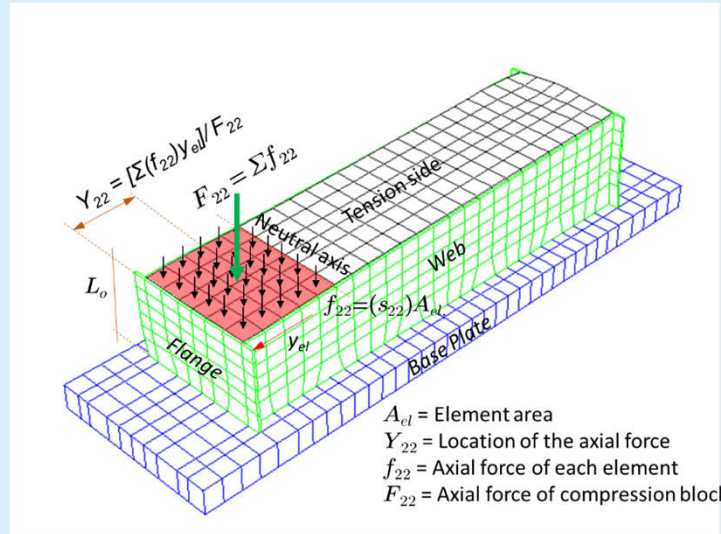 Y₂₂ = [Σ(f₂₂)yₑₗ]/F₂₂
F₂₂ = Σf₂₂
Neutral axis
Tension side
Lₒ
Web
f₂₂=(s₂₂)Aₑₗ
yₑₗ
Flange
Base Plate
Aₑₗ = Element area
Y₂₂ = Location of the axial force
f₂₂ = Axial force of each element
F₂₂ = Axial force of compression bloc